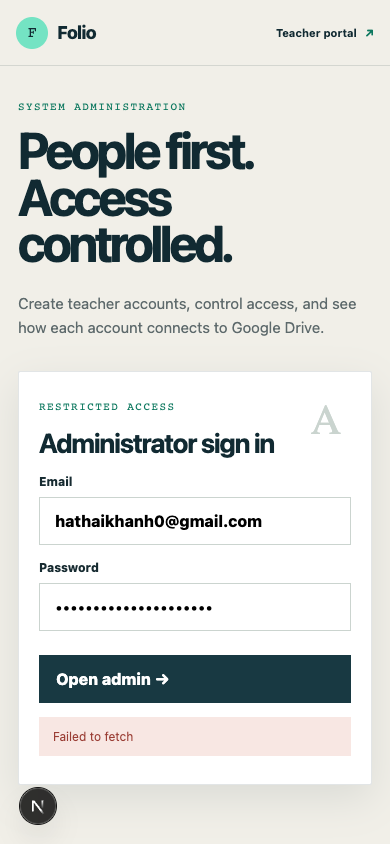 F
Folio
Teacher portal ↗
SYSTEM ADMINISTRATION
People first.
Access
controlled.
Create teacher accounts, control access, and see
how each account connects to Google Drive.
RESTRICTED ACCESS
A
Administrator sign in
Email
hathaikhanh0@gmail.com
Password
•••••••••••••••••••••
Open admin →
Failed to fetch
N